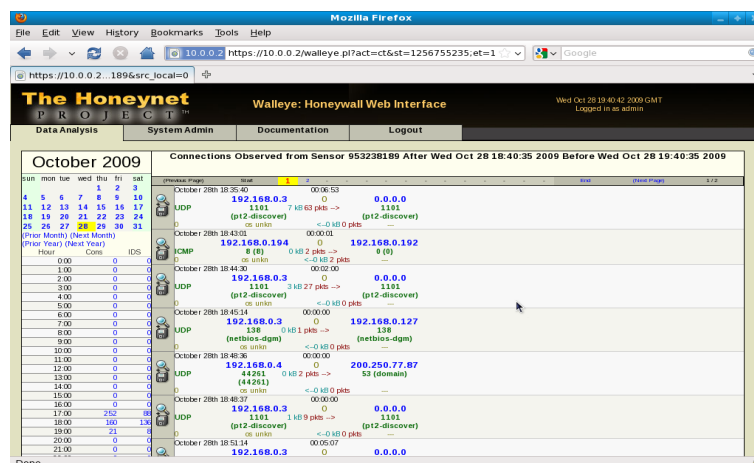 Mozilla Firefox
File Edit View History Bookmarks Tools Help
10.0.0.2 https://10.0.0.2/walleye.pl?act=ct&st=1256755235;et=1 Google
https://10.0.0.2...189&src_local=0
The Honeynet
PROJECT
Walleye: Honeywall Web Interface
Wed Oct 28 19:40:42 2009 GMT
Logged in as admin
Data Analysis System Admin Documentation Logout
October 2009
sun mon tue wed thu fri sat
1 2 3
4 5 6 7 8 9 10
11 12 13 14 15 16 17
18 19 20 21 22 23 24
25 26 27 28 29 30 31
(Prior Month) (Next Month)
(Prior Year) (Next Year)
Hour Cons IDS
0:00 0 0
1:00 0 0
2:00 0 0
3:00 0 0
4:00 0 0
5:00 0 0
6:00 0 0
7:00 0 0
8:00 0 0
9:00 0 0
10:00 0 0
11:00 0 0
12:00 0 0
13:00 0 0
14:00 0 0
15:00 0 0
16:00 0 0
17:00 252 88
18:00 160 136
19:00 21 8
20:00 0 0
21:00 0 0
Connections Observed from Sensor 953238189 After Wed Oct 28 18:40:35 2009 Before Wed Oct 28 19:40:35 2009
(Previous Page) Start 1 2 End (Next Page) 1/2
October 28th 18:35:40 00:06:53
192.168.0.3 0 0.0.0.0
UDP 1101 7 kB 63 pkts --> 1101
(pt2-discover) (pt2-discover)
0 os unkn <--0 kB 0 pkts ---
October 28th 18:43:01 00:00:01
192.168.0.194 0 192.168.0.192
ICMP 8 (8) 0 kB 2 pkts --> 0 (0)
0 os unkn <--0 kB 2 pkts ---
October 28th 18:44:30 00:02:00
192.168.0.3 0 0.0.0.0
UDP 1101 3 kB 27 pkts --> 1101
(pt2-discover) (pt2-discover)
0 os unkn <--0 kB 0 pkts ---
October 28th 18:45:14 00:00:00
192.168.0.3 0 192.168.0.127
UDP 138 0 kB 1 pkts --> 138
(netbios-dgm) (netbios-dgm)
0 os unkn <--0 kB 0 pkts ---
October 28th 18:48:36 00:00:00
192.168.0.4 0 200.250.77.87
UDP 44261 0 kB 2 pkts --> 53 (domain)
(44261)
0 os unkn <--0 kB 0 pkts ---
October 28th 18:48:37 00:00:00
192.168.0.3 0 0.0.0.0
UDP 1101 1 kB 9 pkts --> 1101
(pt2-discover) (pt2-discover)
0 os unkn <--0 kB 0 pkts ---
October 28th 18:51:14 00:05:07
192.168.0.3 0 0.0.0.0